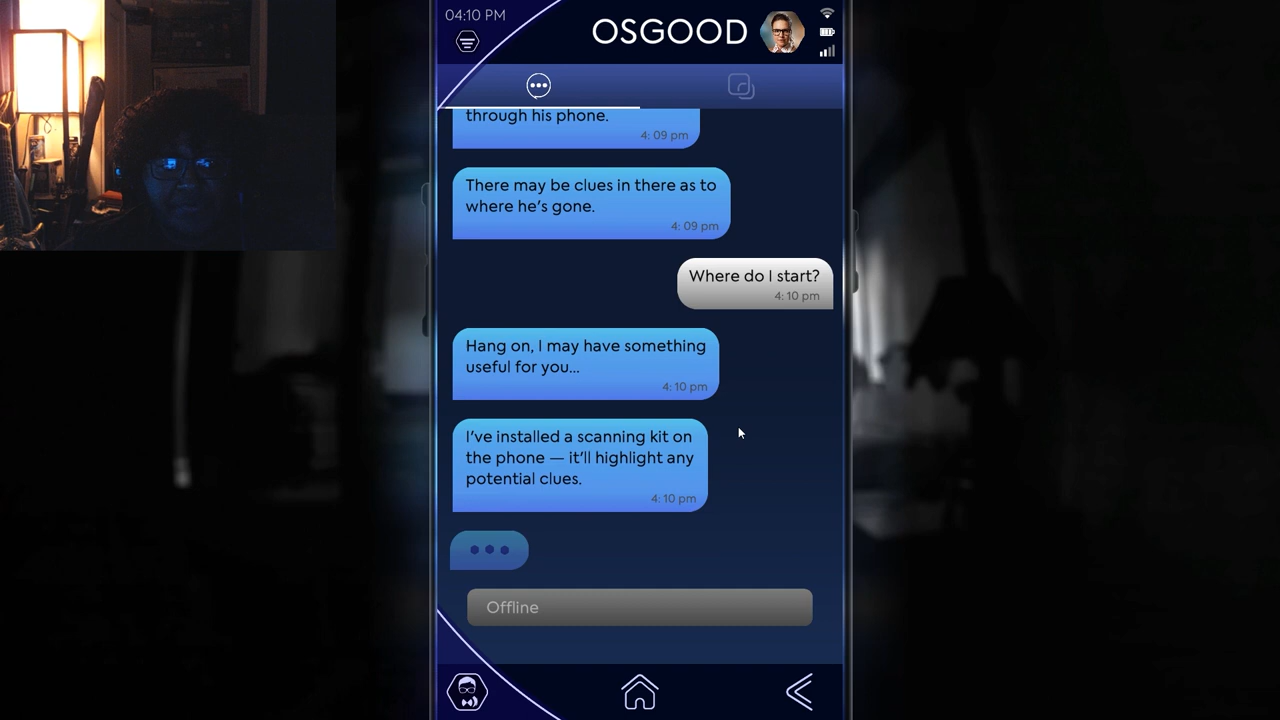 04:10 PM
OSGOOD
through his phone.
4: 09 pm
There may be clues in there as to
where he's gone.
4: 09 pm
Where do I start?
4: 10 pm
Hang on, I may have something
useful for you...
4: 10 pm
I've installed a scanning kit on
the phone — it'll highlight any
potential clues.
4: 10 pm
Offline